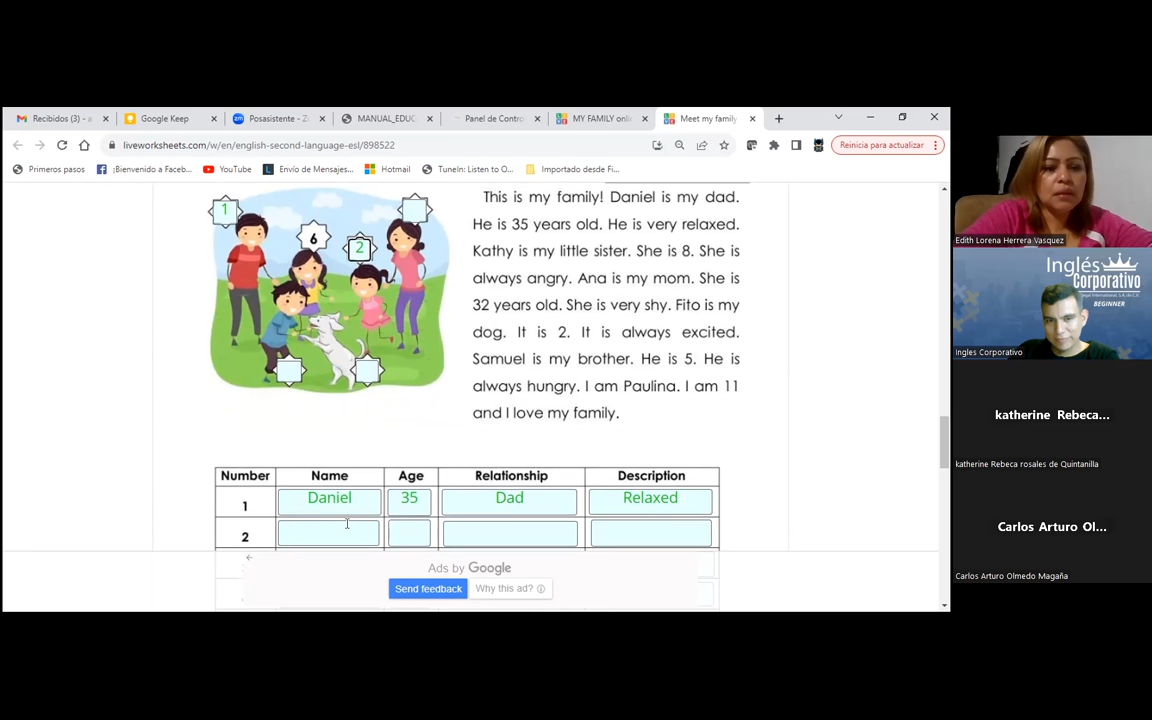 Recibidos (3) - a
Google Keep
Posasistente - Z
MANUAL_EDUC
Panel de Contro
MY FAMILY onli
Meet my family
liveworksheets.com/w/en/english-second-language-esl/898522
Reinicia para actualizar
Primeros pasos
¡Bienvenido a Faceb...
YouTube
Envío de Mensajes...
Hotmail
TuneIn: Listen to O...
Importado desde Fi...
1
6
2
This is my family! Daniel is my dad.
He is 35 years old. He is very relaxed.
Kathy is my little sister. She is 8. She is
always angry. Ana is my mom. She is
32 years old. She is very shy. Fito is my
dog. It is 2. It is always excited.
Samuel is my brother. He is 5. He is
always hungry. I am Paulina. I am 11
and I love my family.
Number Name Age Relationship Description
1 Daniel 35 Dad Relaxed
2
Ads by Google
Send feedback
Why this ad?
Edith Lorena Herrera Vasquez
Inglés
Corporativo
BEGINNER
Ingles Corporativo
katherine Rebeca...
katherine Rebeca rosales de Quintanilla
Carlos Arturo Ol...
Carlos Arturo Olmedo Magaña